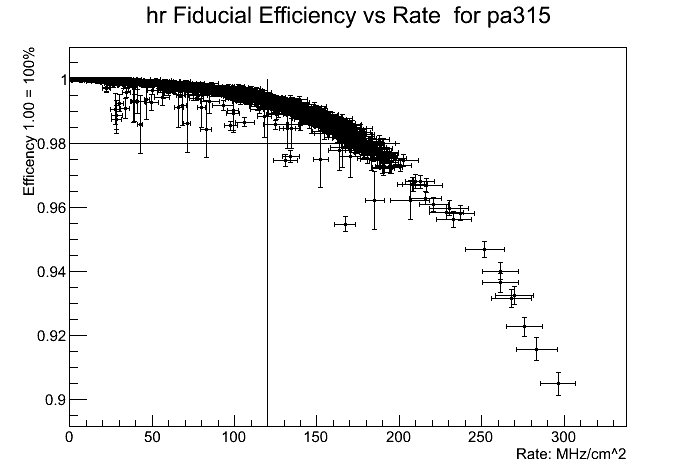 hr Fiducial Efficiency vs Rate for pa315
Efficency 1.00 = 100%
1
0.98
0.96
0.94
0.92
0.9
0 50 100 150 200 250 300
Rate: MHz/cm^2